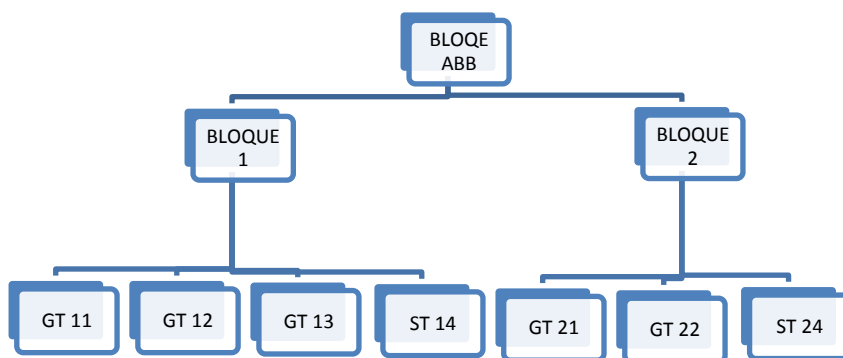 BLOQE
ABB
BLOQUE
1
BLOQUE
2
GT 11
GT 12
GT 13
ST 14
GT 21
GT 22
ST 24